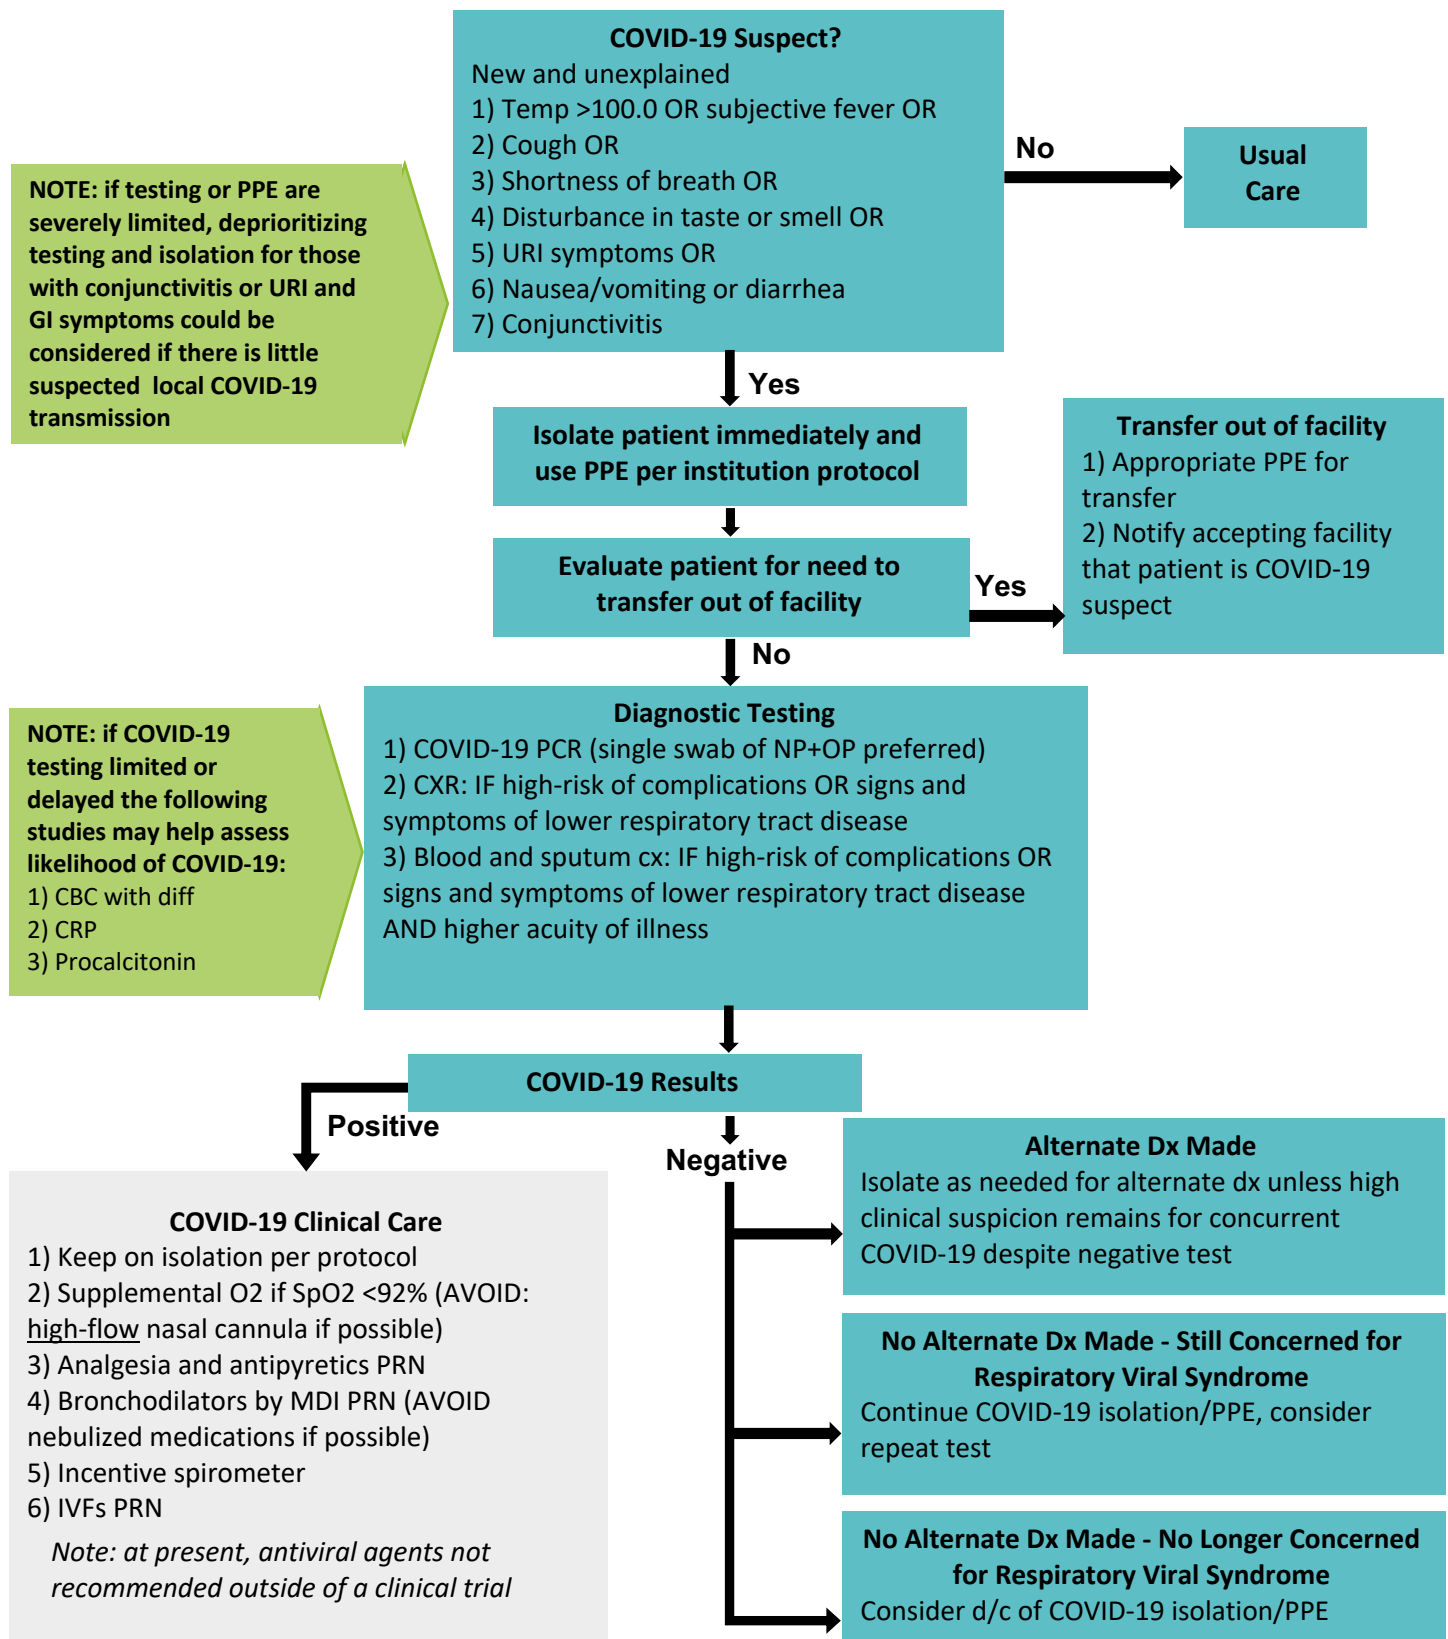 COVID-19 Suspect?
New and unexplained
1) Temp >100.0 OR subjective fever OR
2) Cough OR
3) Shortness of breath OR
4) Disturbance in taste or smell OR
5) URI symptoms OR
6) Nausea/vomiting or diarrhea
7) Conjunctivitis
No
Usual
Care
NOTE: if testing or PPE are
severely limited, deprioritizing
testing and isolation for those
with conjunctivitis or URI and
GI symptoms could be
considered if there is little
suspected local COVID-19
transmission
Yes
Isolate patient immediately and
use PPE per institution protocol
Evaluate patient for need to
transfer out of facility
Yes
Transfer out of facility
1) Appropriate PPE for
transfer
2) Notify accepting facility
that patient is COVID-19
suspect
No
NOTE: if COVID-19
testing limited or
delayed the following
studies may help assess
likelihood of COVID-19:
1) CBC with diff
2) CRP
3) Procalcitonin
Diagnostic Testing
1) COVID-19 PCR (single swab of NP+OP preferred)
2) CXR: IF high-risk of complications OR signs and
symptoms of lower respiratory tract disease
3) Blood and sputum cx: IF high-risk of complications OR
signs and symptoms of lower respiratory tract disease
AND higher acuity of illness
COVID-19 Results
Positive
Negative
COVID-19 Clinical Care
1) Keep on isolation per protocol
2) Supplemental O2 if SpO2 <92% (AVOID:
high-flow nasal cannula if possible)
3) Analgesia and antipyretics PRN
4) Bronchodilators by MDI PRN (AVOID
nebulized medications if possible)
5) Incentive spirometer
6) IVFs PRN
Note: at present, antiviral agents not
recommended outside of a clinical trial
Alternate Dx Made
Isolate as needed for alternate dx unless high
clinical suspicion remains for concurrent
COVID-19 despite negative test
No Alternate Dx Made - Still Concerned for
Respiratory Viral Syndrome
Continue COVID-19 isolation/PPE, consider
repeat test
No Alternate Dx Made - No Longer Concerned
for Respiratory Viral Syndrome
Consider d/c of COVID-19 isolation/PPE